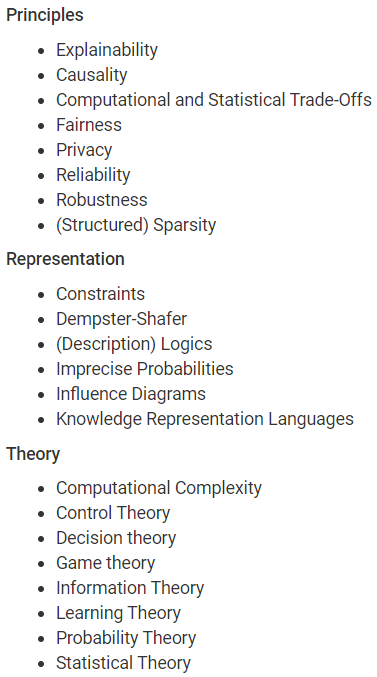 Principles
Explainability
Causality
Computational and Statistical Trade-Offs
Fairness
Privacy
Reliability
Robustness
(Structured) Sparsity
Representation
Constraints
Dempster-Shafer
(Description) Logics
Imprecise Probabilities
Influence Diagrams
Knowledge Representation Languages
Theory
Computational Complexity
Control Theory
Decision theory
Game theory
Information Theory
Learning Theory
Probability Theory
Statistical Theory